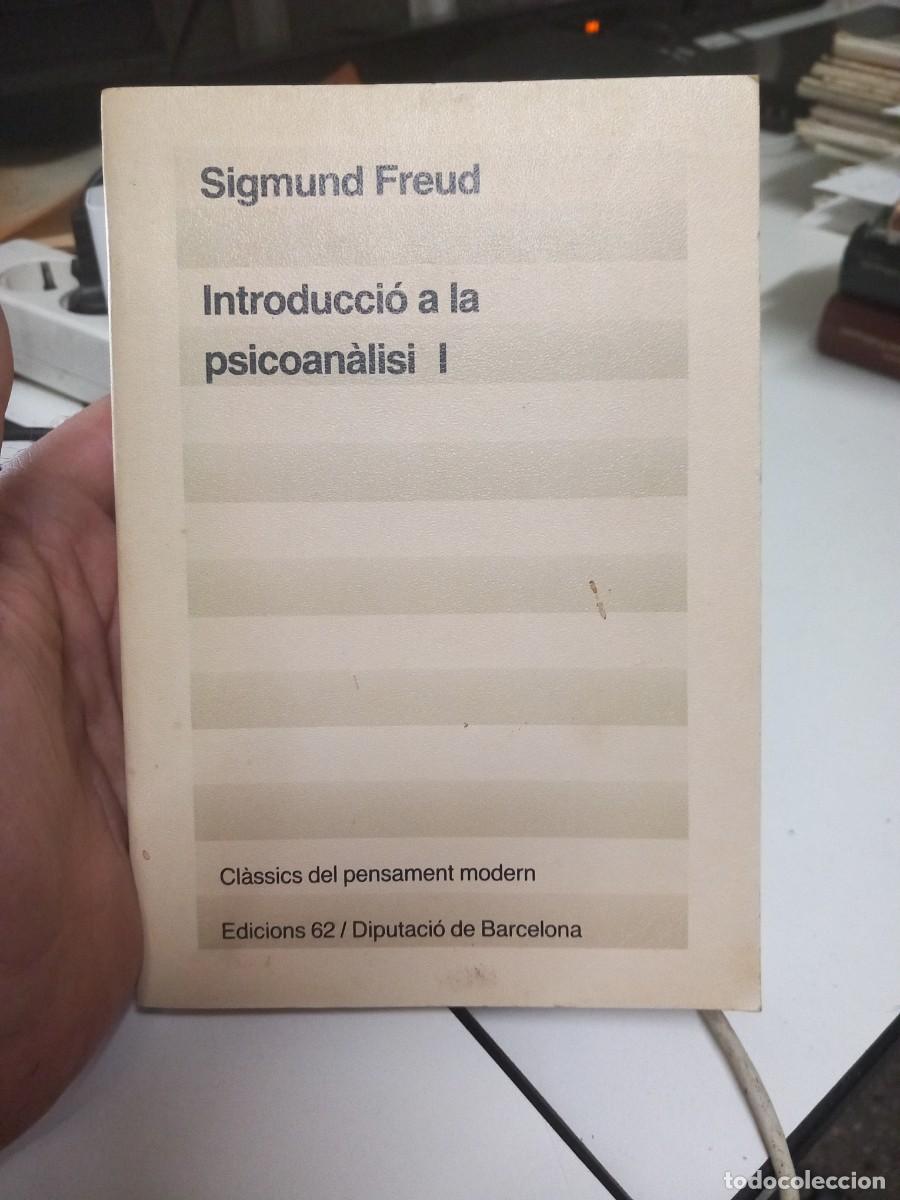 Sigmund Freud
Introducció a la
psicoanàlisi I
Clàssics del pensament modern
Edicions 62 / Diputació de Barcelona
todocoleccion